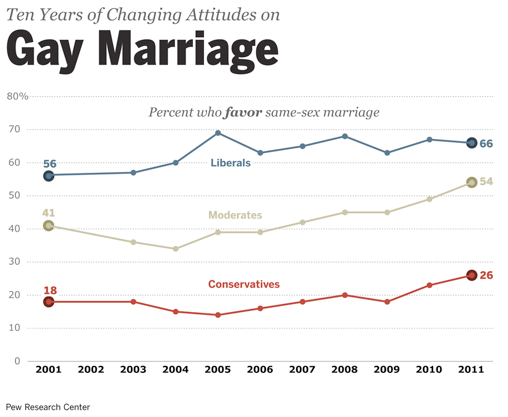 Ten Years of Changing Attitudes on
Gay Marriage
80%
Percent who favor same-sex marriage
70
66
Liberals
60
56
54
50
41
Moderates
40
30
Conservatives
26
20
18
10
0
2001 2002 2003 2004 2005 2006 2007 2008 2009 2010 2011
Pew Research Center